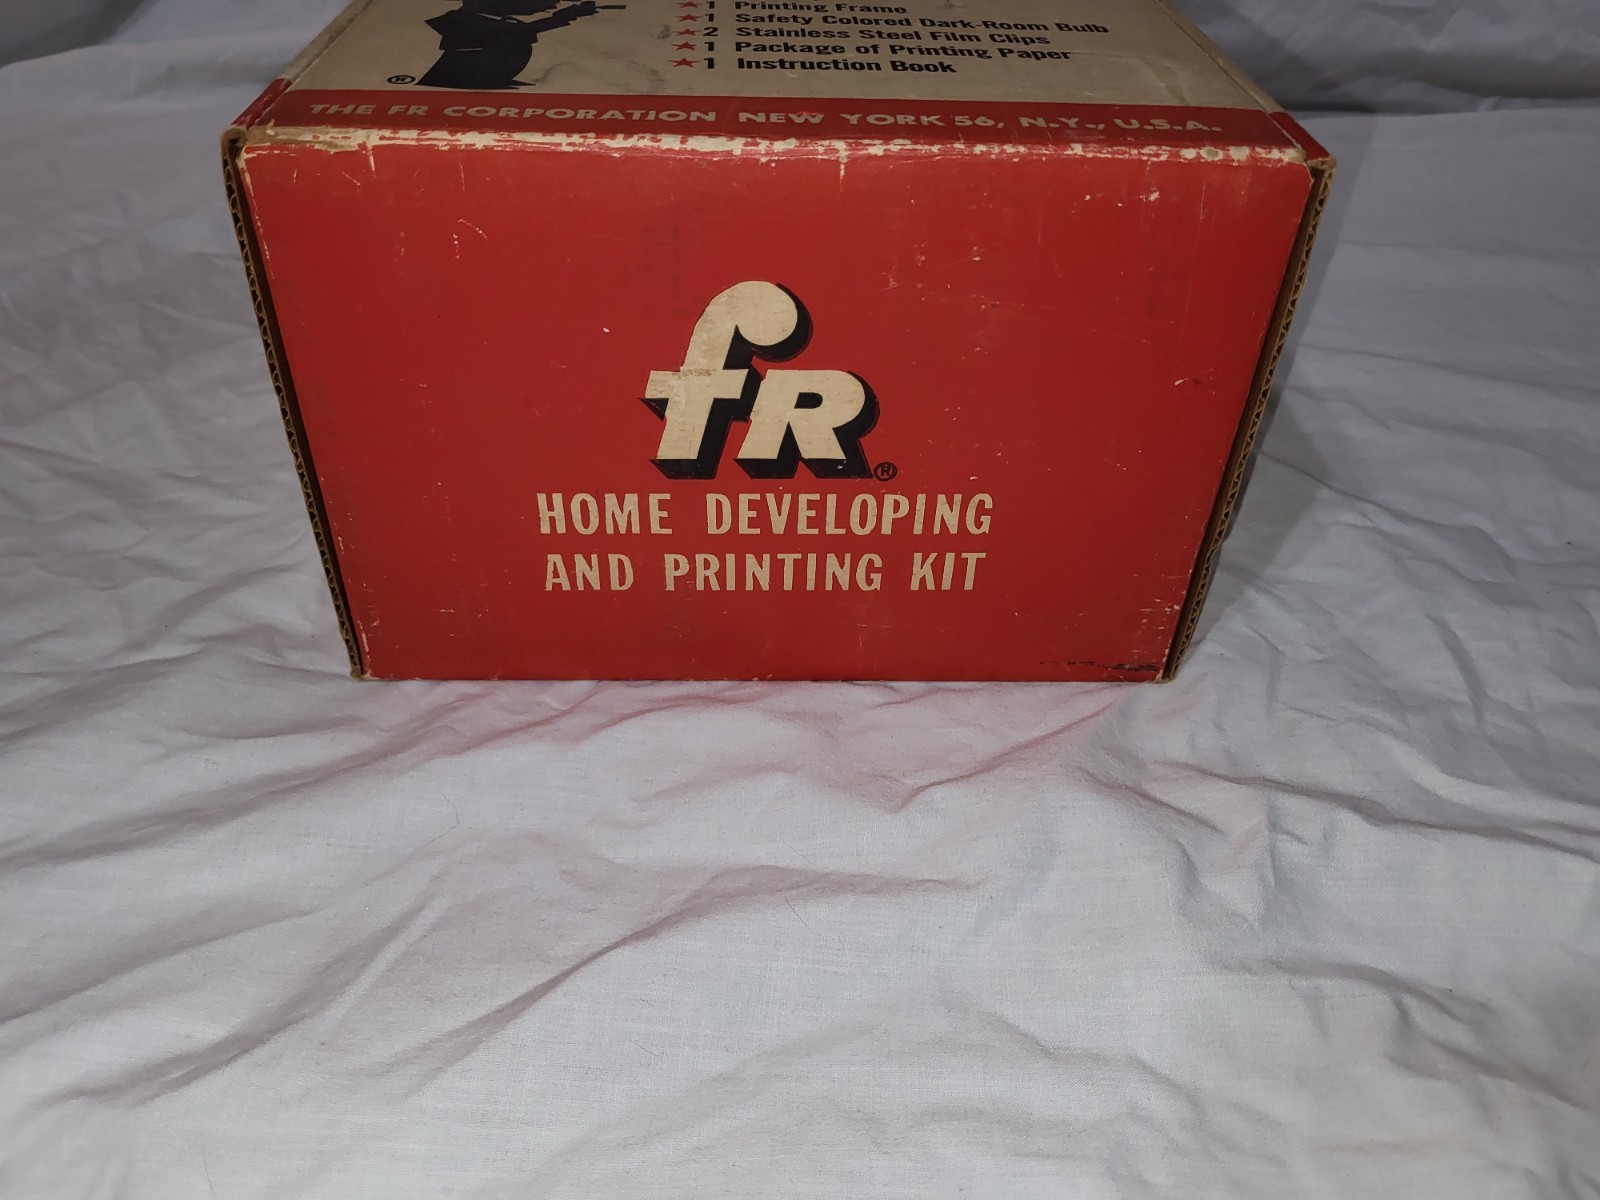 ★1 Printing Frame
★1 Safety Colored Dark-Room Bulb
★2 Stainless Steel Film Clips
★1 Package of Printing Paper
★1 Instruction Book
®
THE FR CORPORATION NEW YORK 56, N.Y., U.S.A.
fR®
HOME DEVELOPING
AND PRINTING KIT